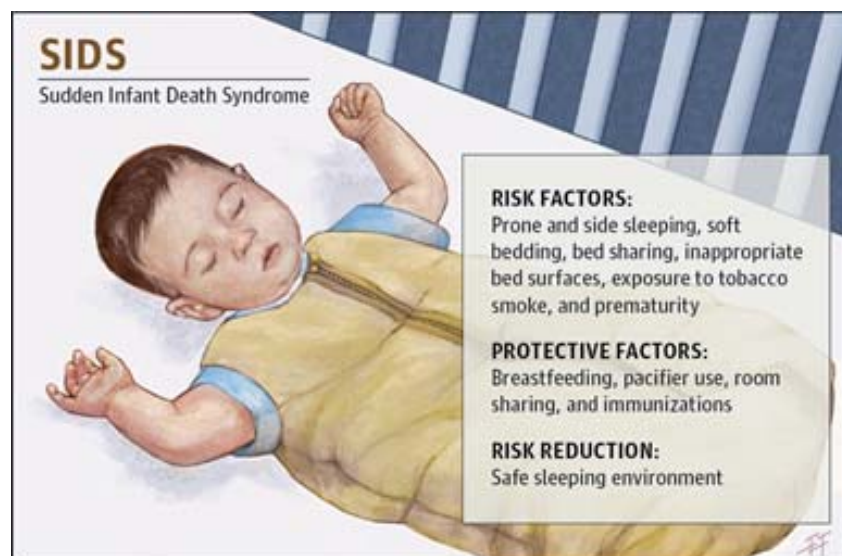 SIDS
Sudden Infant Death Syndrome
RISK FACTORS:
Prone and side sleeping, soft
bedding, bed sharing, inappropriate
bed surfaces, exposure to tobacco
smoke, and prematurity
PROTECTIVE FACTORS:
Breastfeeding, pacifier use, room
sharing, and immunizations
RISK REDUCTION:
Safe sleeping environment